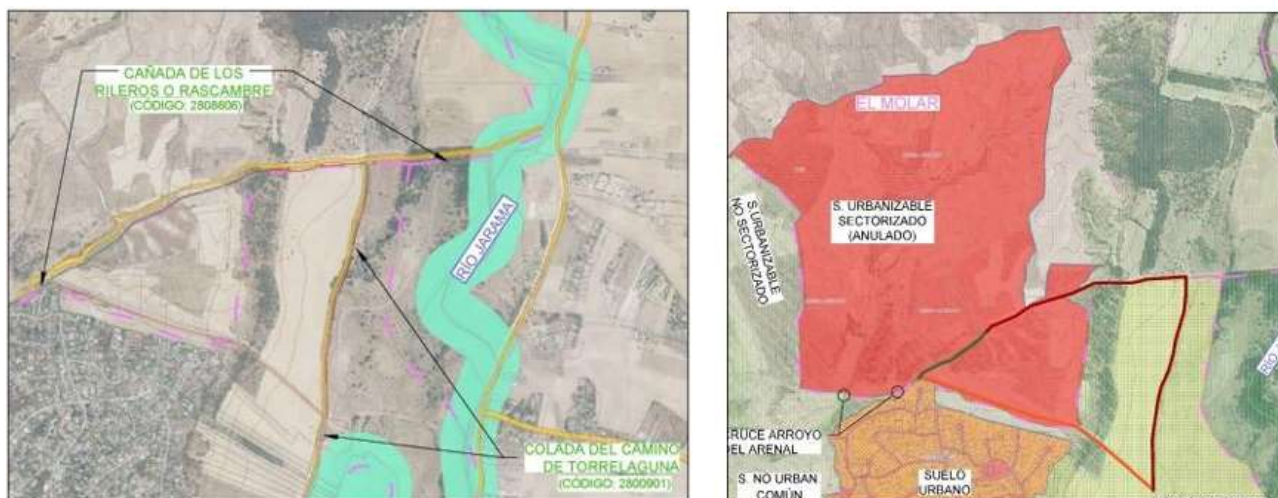 CAÑADA DE LOS
RILEROS O RASCAMBRE
(CÓDIGO: 2808606)
RÍO JARAMA
COLADA DEL CAMINO
DE TORRELAGUNA
(CÓDIGO: 2800901)
EL MOLAR
S. URBANIZABLE
SECTORIZADO
(ANULADO)
S.URBANIZABLE
NO SECTORIZADO
CRUCE ARROYO
DEL ARENAL
S. NO URBAN
COMÚN
SUELO
URBANO
RÍO J